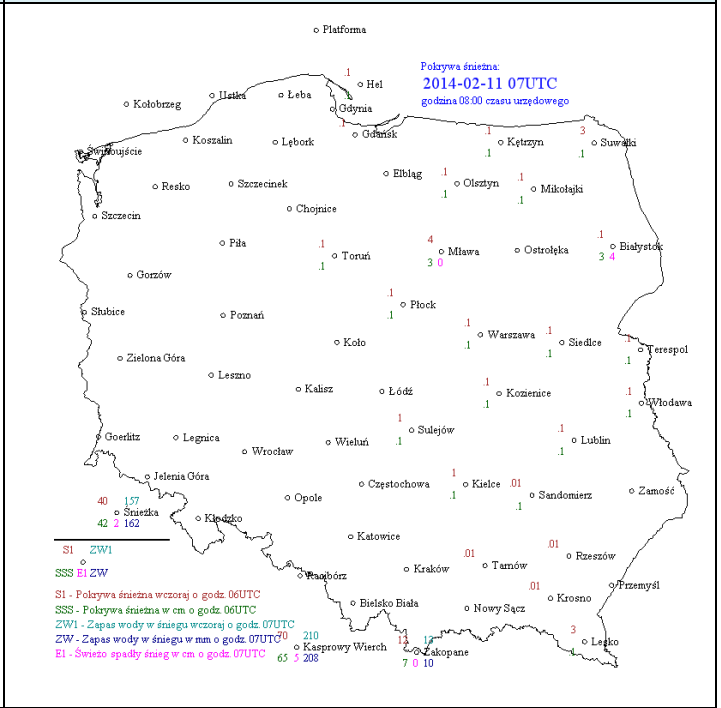 Platforma
Pokrywa śnieżna:
2014-02-11 07UTC
godzina 08:00 czasu urzędowego
.1
Hel
.1
Ustka
Łeba
Kołobrzeg
Gdynia
.1
Gdańsk
Koszalin
Lębork
.1
Kętrzyn
.1
3
Suwałki
.1
Świnoujście
Elbląg
.1
Olsztyn
.1
.1
Mikołajki
.1
Resko
Szczecinek
Chojnice
Szczecin
Piła
.1
Toruń
.1
4
Mława
3 0
Ostrołęka
.1
Białystok
3 4
Gorzów
.1
Płock
.1
Słubice
Poznań
Koło
.1
Warszawa
.1
.1
Siedlce
.1
.1
Terespol
.1
Zielona Góra
Leszno
Kalisz
Łódź
.1
Kozienice
.1
.1
Włodawa
.1
Goerlitz
Legnica
Wrocław
Wieluń
1
Sulejów
.1
.1
Lublin
.1
Jelenia Góra
Opole
Częstochowa
1
Kielce
.1
.01
Sandomierz
.1
Zamość
40 157
Śnieżka
42 2 162
Kłodzko
Katowice
S1 ZW1
SSS E1 ZW
Racibórz
Kraków
.01
Tarnów
.01
Rzeszów
Przemyśl
S1 - Pokrywa śnieżna wczoraj o godz. 06UTC
SSS - Pokrywa śnieżna w cm o godz. 06UTC
ZW1 - Zapas wody w śniegu wczoraj o godz. 07UTC
ZW - Zapas wody w śniegu w mm o godz. 07UTC
E1 - Świeżo spadły śnieg w cm o godz. 07UTC
Bielsko Biała
Nowy Sącz
.01
Krosno
70 210
Kasprowy Wierch
65 5 208
Zakopane
7 0 10
3
Lesko
.1